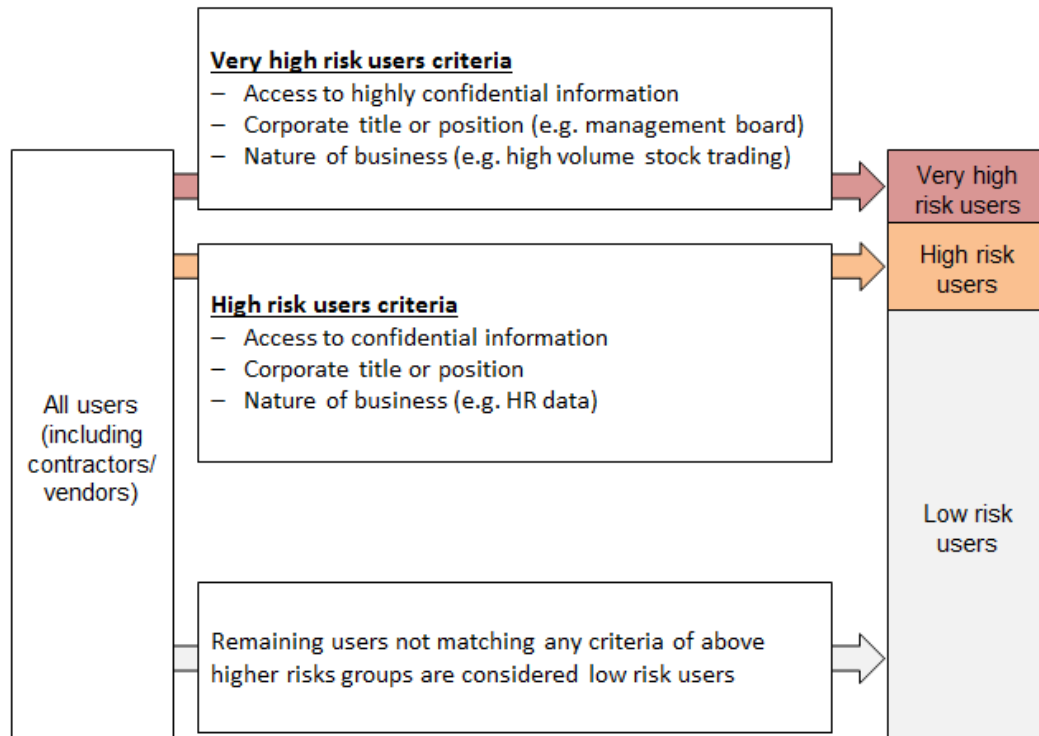 Very high risk users criteria
– Access to highly confidential information
– Corporate title or position (e.g. management board)
– Nature of business (e.g. high volume stock trading)
Very high
risk users
High risk
users
High risk users criteria
– Access to confidential information
– Corporate title or position
– Nature of business (e.g. HR data)
All users
(including
contractors/
vendors)
Low risk
users
Remaining users not matching any criteria of above
higher risks groups are considered low risk users